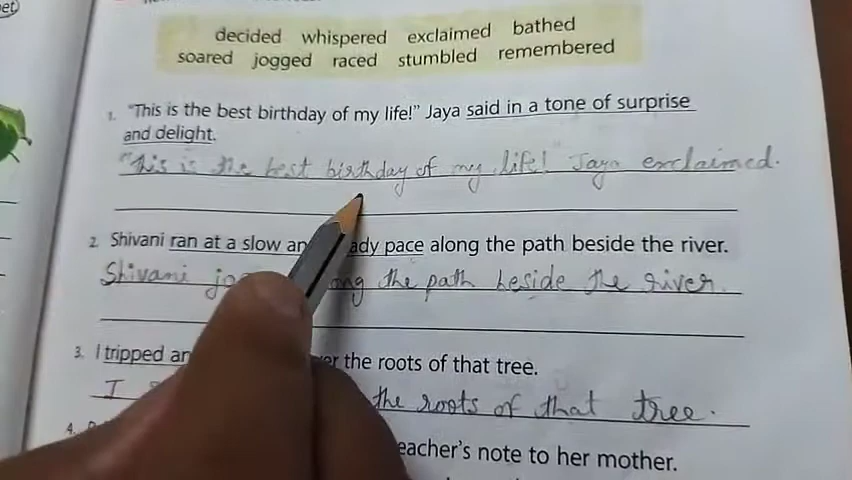 decided whispered exclaimed bathed
soared jogged raced stumbled remembered
1. "This is the best birthday of my life!" Jaya said in a tone of surprise
and delight.
"This is the best birthday of my life! Jaya exclaimed.
2. Shivani ran at a slow an ady pace along the path beside the river.
Shivani the path beside the river.
3. I tripped an the roots of that tree.
I the roots of that tree.
4. eacher's note to her mother.